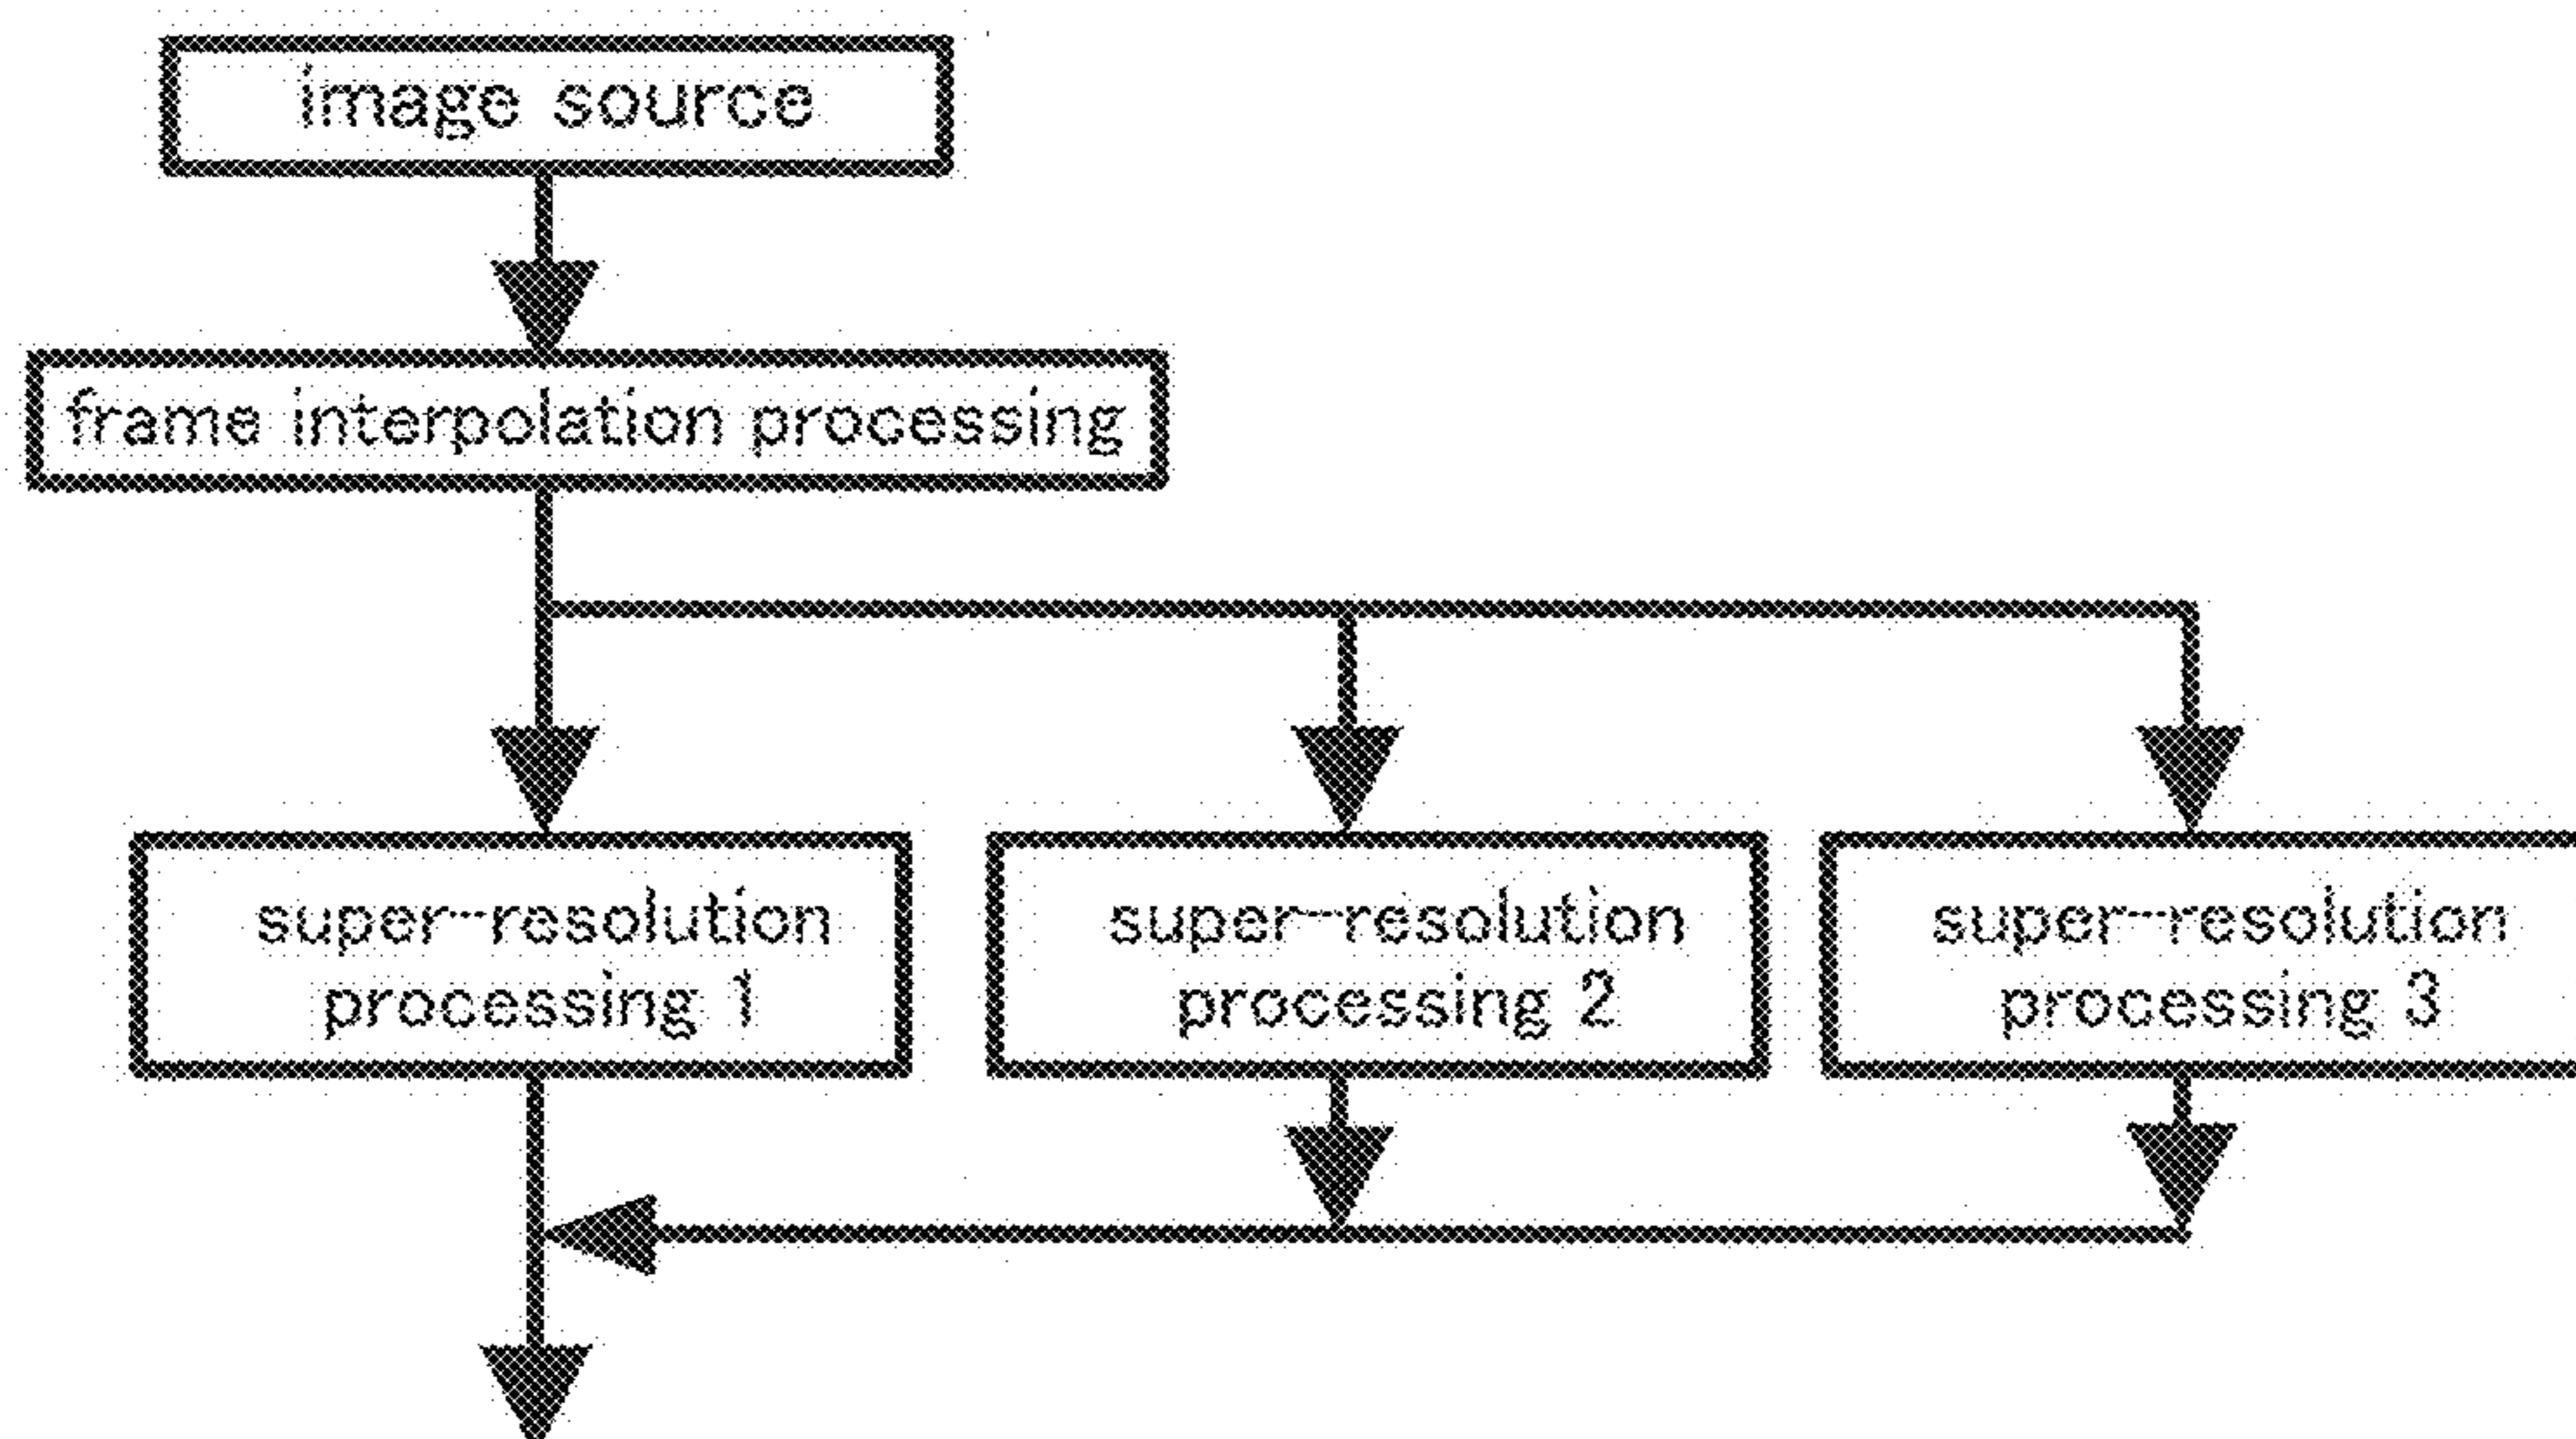 image source
frame interpolation processing
super-resolution
processing 1
super-resolution
processing 2
super-resolution
processing 3